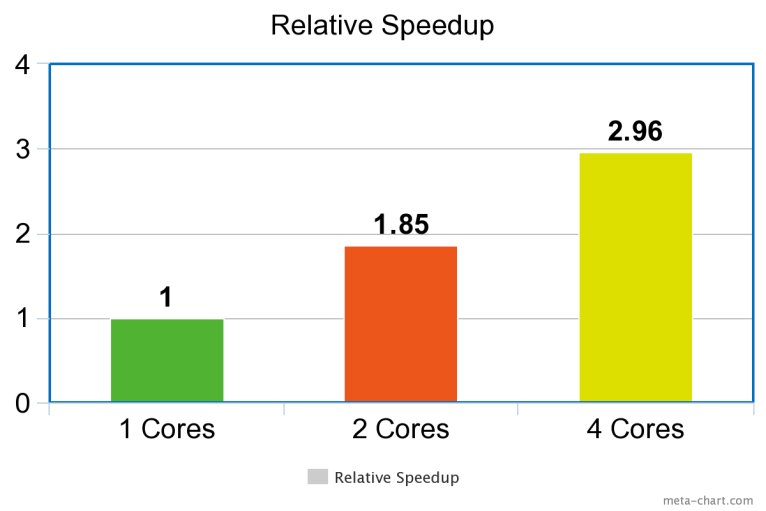 Relative Speedup
4
3
2
1
0
1
1.85
2.96
1 Cores
2 Cores
4 Cores
Relative Speedup
meta-chart.com